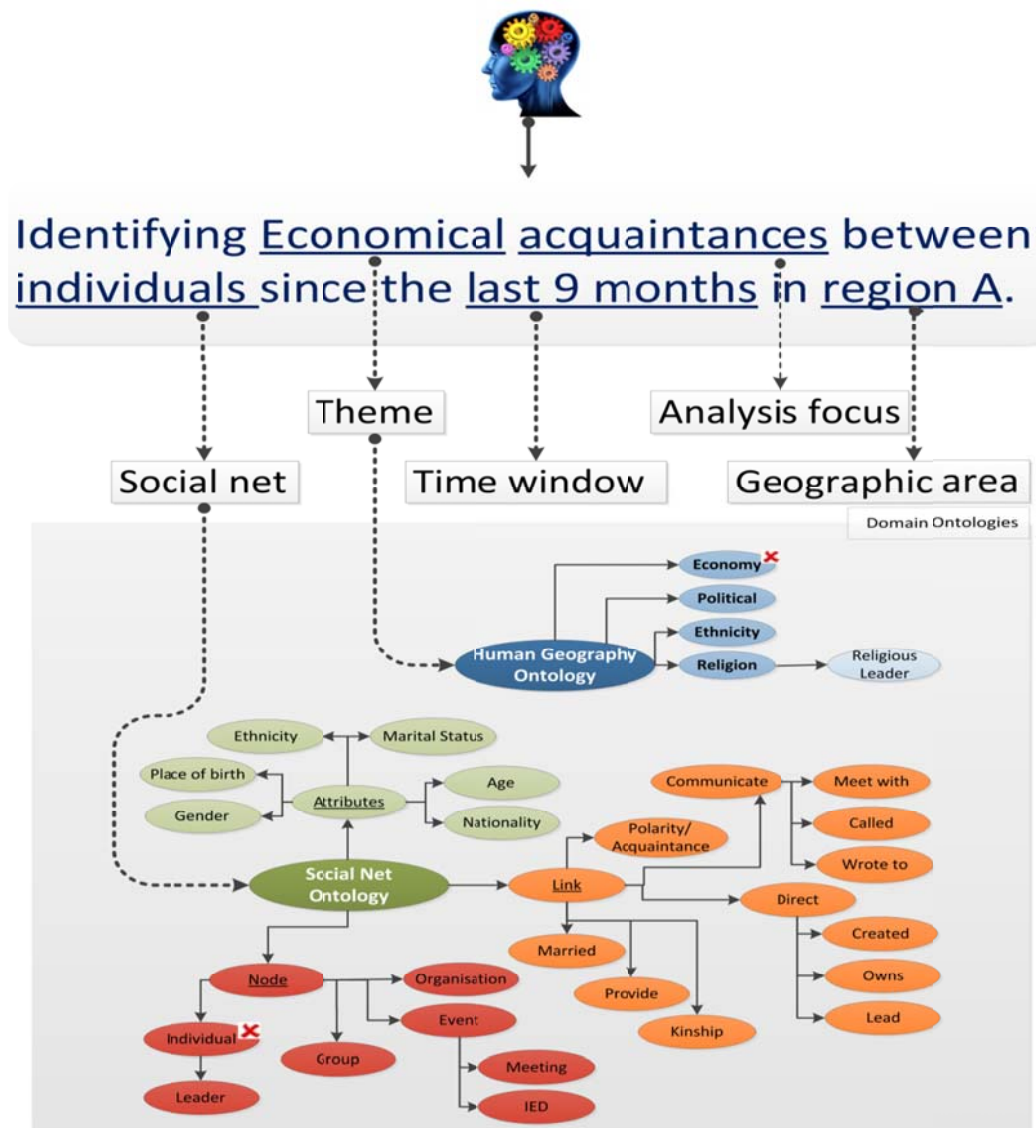 Identifying Economical acquaintances between
individuals since the last 9 months in region A.
Theme
Analysis focus
Social net
Time window
Geographic area
Domain Ontologies
Economy
Political
Ethnicity
Human Geography
Ontology
Religion
Religious
Leader
Ethnicity
Marital Status
Place of birth
Age
Attributes
Gender
Nationality
Communicate
Meet with
Called
Wrote to
Polarity/
Acquaintance
Social Net
Ontology
Link
Direct
Created
Owns
Lead
Married
Provide
Kinship
Node
Organisation
Individual
Event
Group
Leader
Meeting
IED